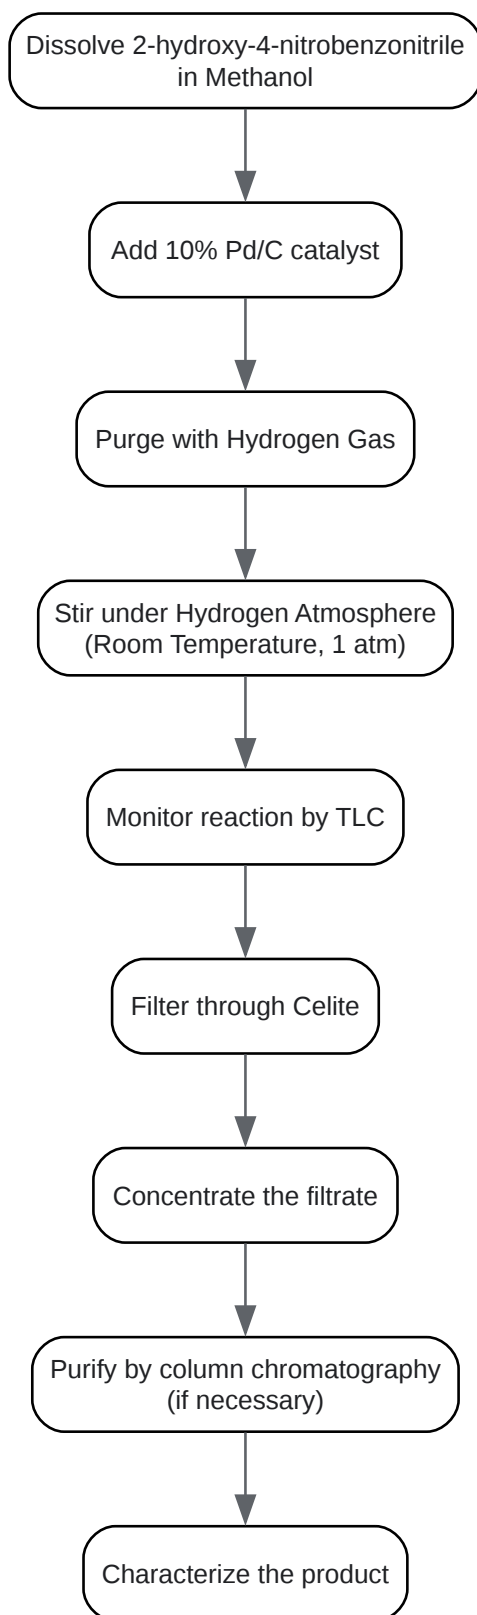 Dissolve 2-hydroxy-4-nitrobenzonitrile
in Methanol
Add 10% Pd/C catalyst
Purge with Hydrogen Gas
Stir under Hydrogen Atmosphere
(Room Temperature, 1 atm)
Monitor reaction by TLC
Filter through Celite
Concentrate the filtrate
Purify by column chromatography
(if necessary)
Characterize the product